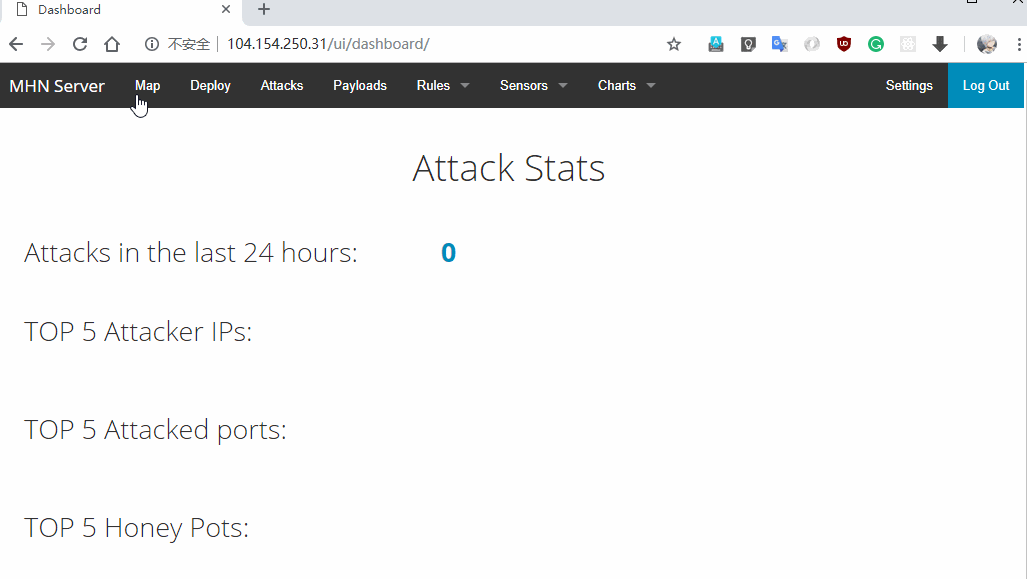 Dashboard
不安全 104.154.250.31/ui/dashboard/
MHN Server Map Deploy Attacks Payloads Rules Sensors Charts Settings Log Out
Attack Stats
Attacks in the last 24 hours: 0
TOP 5 Attacker IPs:
TOP 5 Attacked ports:
TOP 5 Honey Pots: